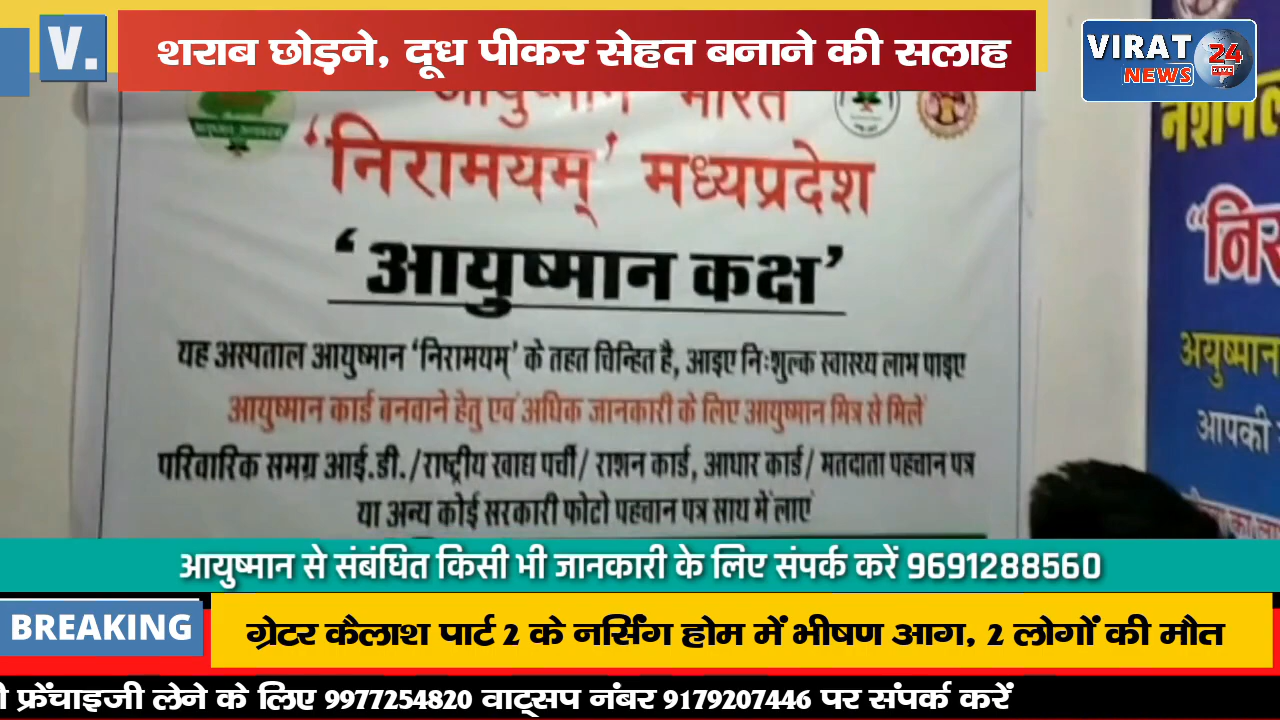 V.
शराब छोड़ने, दूध पीकर सेहत बनाने की सलाह
VIRAT
NEWS
24
LIVE
आयुष्मान भारत
'निरामयम्' मध्यप्रदेश
'आयुष्मान कक्ष'
यह अस्पताल आयुष्मान 'निरामयम्' के तहत चिन्हित है, आइए निःशुल्क स्वास्थ्य लाभ पाइए
आयुष्मान कार्ड बनवाने हेतु एवं अधिक जानकारी के लिए आयुष्मान मित्र से मिलें
परिवारिक समग्र आई.डी./राष्ट्रीय खाद्य पर्ची/ राशन कार्ड, आधार कार्ड/ मतदाता पहचान पत्र
या अन्य कोई सरकारी फोटो पहचान पत्र साथ में लाएं
अयुष्मान
आपकी
आयुष्मान से संबंधित किसी भी जानकारी के लिए संपर्क करें 9691288560
BREAKING
ग्रेटर कैलाश पार्ट 2 के नर्सिंग होम में भीषण आग, 2 लोगों की मौत
फ्रेंचाइजी लेने के लिए 9977254820 वाट्सप नंबर 9179207446 पर संपर्क करें